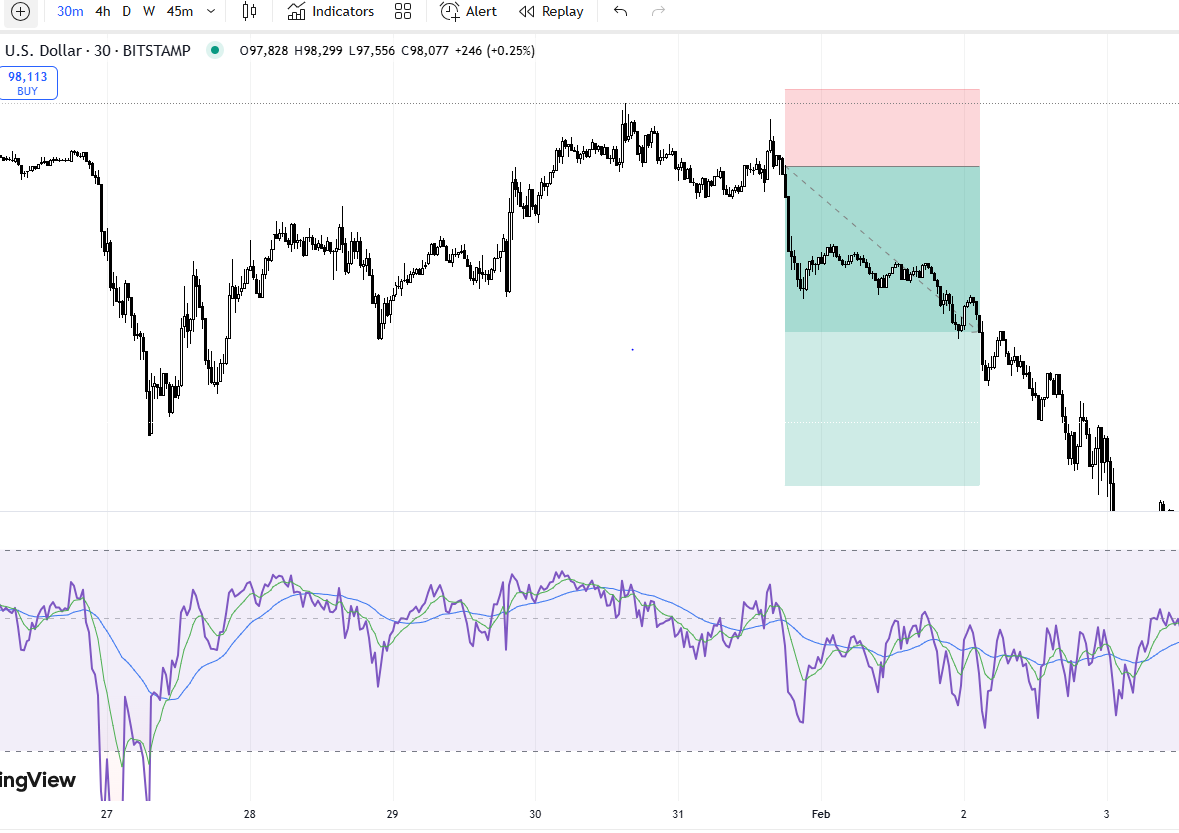 30m 4h D W 45m Indicators Alert Replay
U.S. Dollar · 30 · BITSTAMP O97,828 H98,299 L97,556 C98,077 +246 (+0.25%)
98,113
BUY
ingView
27 28 29 30 31 Feb 2 3